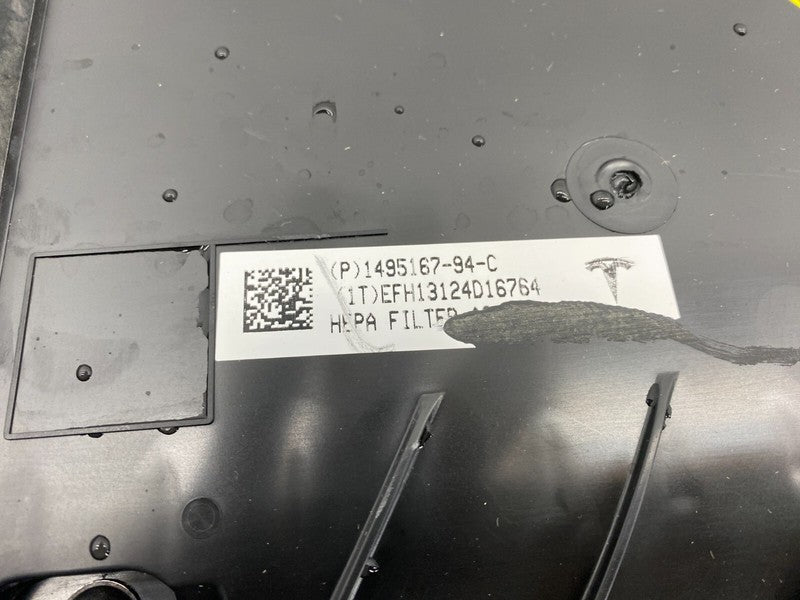 (P)1495167-94-C
(1T)EFH13124D16764
HEPA FILTER